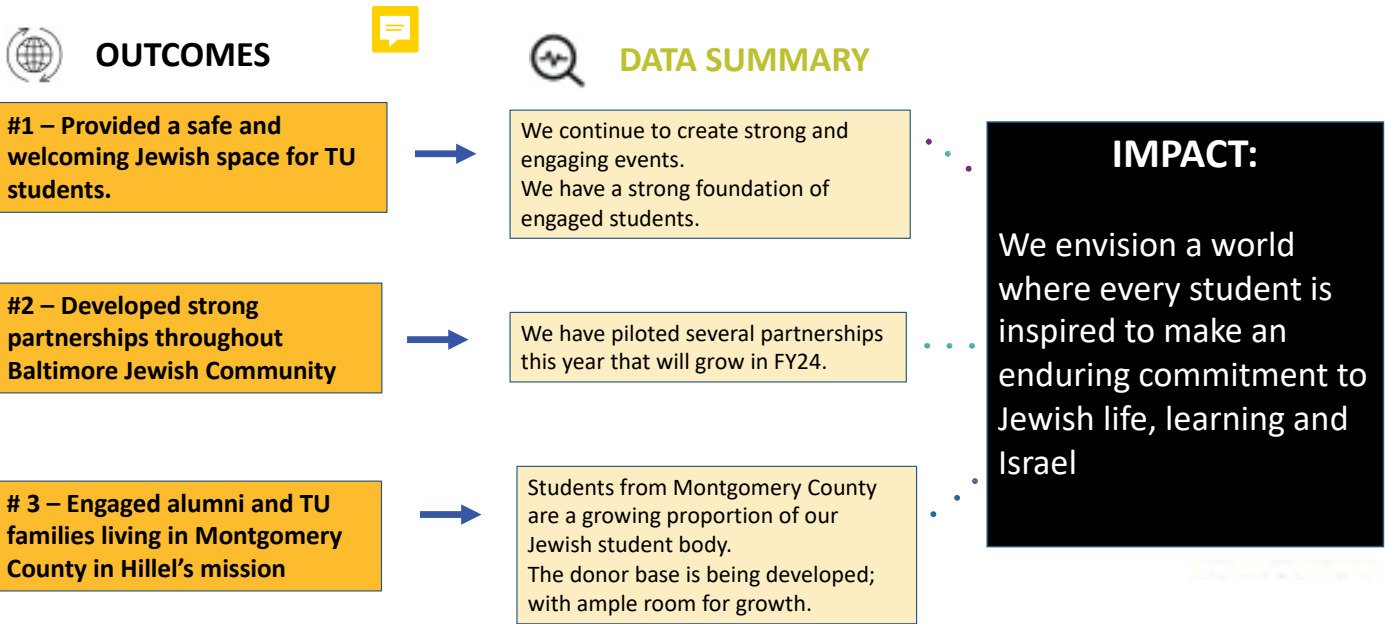 OUTCOMES
DATA SUMMARY
#1 – Provided a safe and
welcoming Jewish space for TU
students.
We continue to create strong and
engaging events.
We have a strong foundation of
engaged students.
#2 – Developed strong
partnerships throughout
Baltimore Jewish Community
We have piloted several partnerships
this year that will grow in FY24.
# 3 – Engaged alumni and TU
families living in Montgomery
County in Hillel’s mission
Students from Montgomery County
are a growing proportion of our
Jewish student body.
The donor base is being developed;
with ample room for growth.
IMPACT:
We envision a world
where every student is
inspired to make an
enduring commitment to
Jewish life, learning and
Israel